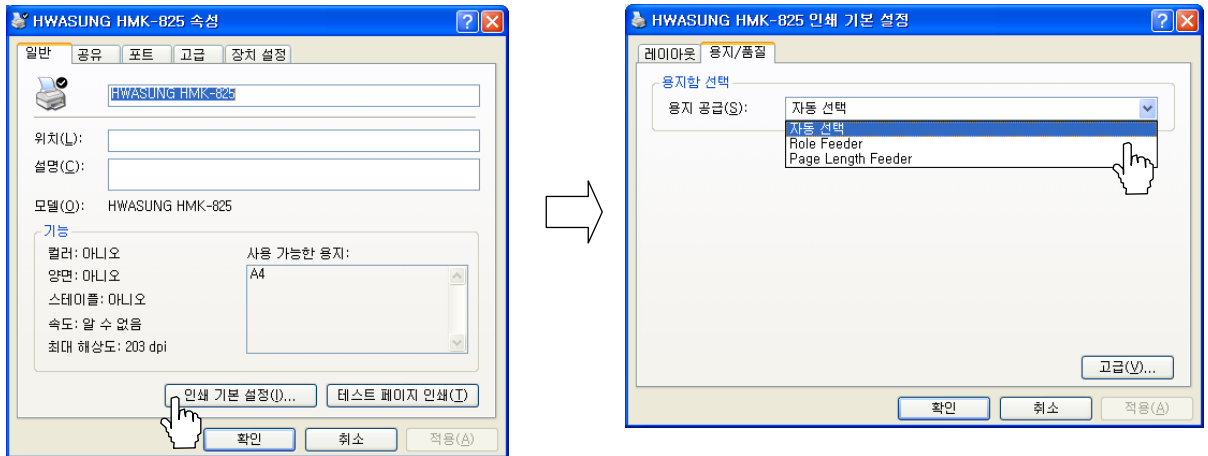 HWASUNG HMK-825 속성
일반 공유 포트 고급 장치 설정
HWASUNG HMK-825
위치(L):
설명(C):
모델(O): HWASUNG HMK-825
기능
컬러: 아니오
양면: 아니오
스테이플: 아니오
속도: 알 수 없음
최대 해상도: 203 dpi
사용 가능한 용지:
A4
인쇄 기본 설정(I)... 테스트 페이지 인쇄(T)
확인 취소 적용(A)
HWASUNG HMK-825 인쇄 기본 설정
레이아웃 용지/품질
용지함 선택
용지 공급(S): 자동 선택
자동 선택
Role Feeder
Page Length Feeder
고급(V)...
확인 취소 적용(A)